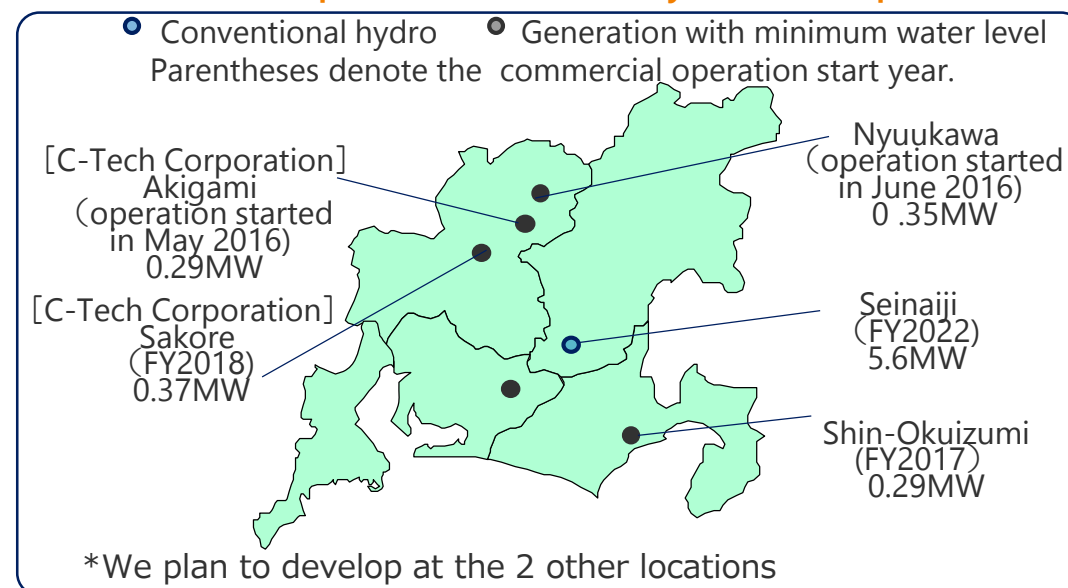 Conventional hydro Generation with minimum water level
Parentheses denote the commercial operation start year.
[C-Tech Corporation]
Akigami
(operation started
in May 2016)
0.29MW
[C-Tech Corporation]
Sakore
(FY2018)
0.37MW
Nyuukawa
(operation started
in June 2016)
0 .35MW
Seinaiji
(FY2022)
5.6MW
Shin-Okuizumi
(FY2017)
0.29MW
*We plan to develop at the 2 other locations